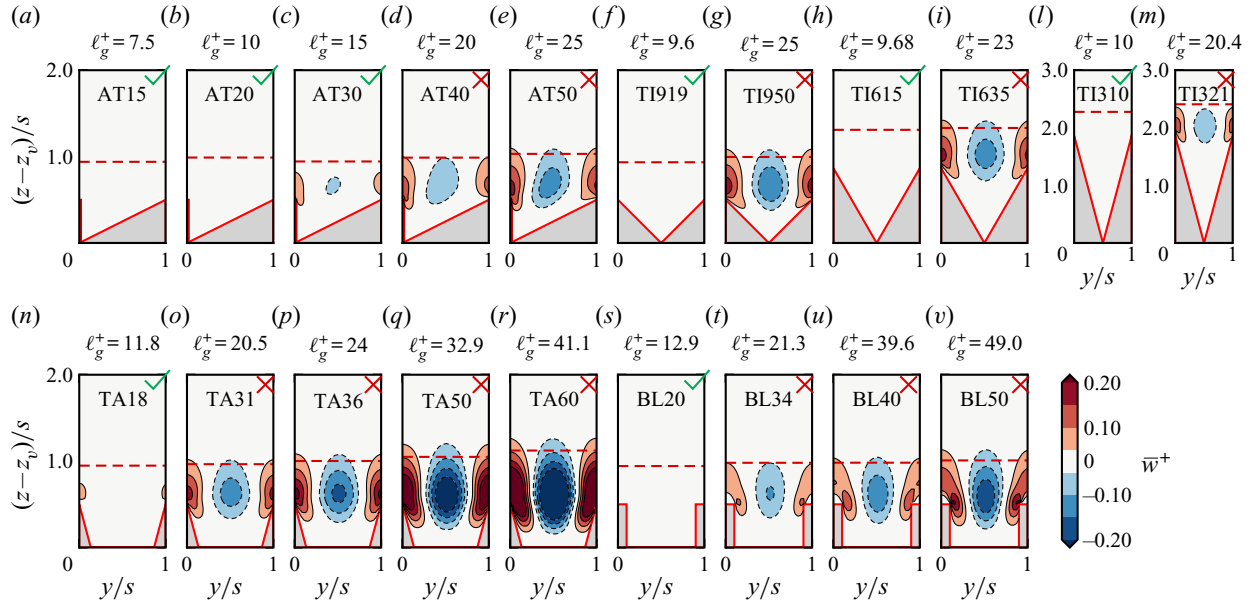 (a) (b) (c) (d) (e) (f) (g) (h) (i) (l) (m)
ℓg+ = 7.5 ℓg+ = 10 ℓg+ = 15 ℓg+ = 20 ℓg+ = 25 ℓg+ = 9.6 ℓg+ = 25 ℓg+ = 9.68 ℓg+ = 23 ℓg+ = 10 ℓg+ = 20.4
2.0 3.0 3.0
AT15 AT20 AT30 AT40 AT50 TI919 TI950 TI615 TI635 TI310 TI321
2.0 2.0
(z − zv)/s 1.0
1.0 1.0
0 0
0 1 0 1 0 1 0 1 0 1 0 1 0 1 0 1 0 1 0 1 0 1
y/s y/s
(n) (o) (p) (q) (r) (s) (t) (u) (v)
ℓg+ = 11.8 ℓg+ = 20.5 ℓg+ = 24 ℓg+ = 32.9 ℓg+ = 41.1 ℓg+ = 12.9 ℓg+ = 21.3 ℓg+ = 39.6 ℓg+ = 49.0
2.0
TA18 TA31 TA36 TA50 TA60 BL20 BL34 BL40 BL50
(z − zv)/s 1.0
0
0 1 0 1 0 1 0 1 0 1 0 1 0 1 0 1 0 1
y/s y/s y/s y/s y/s y/s y/s y/s y/s
0.20
0.10
0 w̅+
−0.10
−0.20